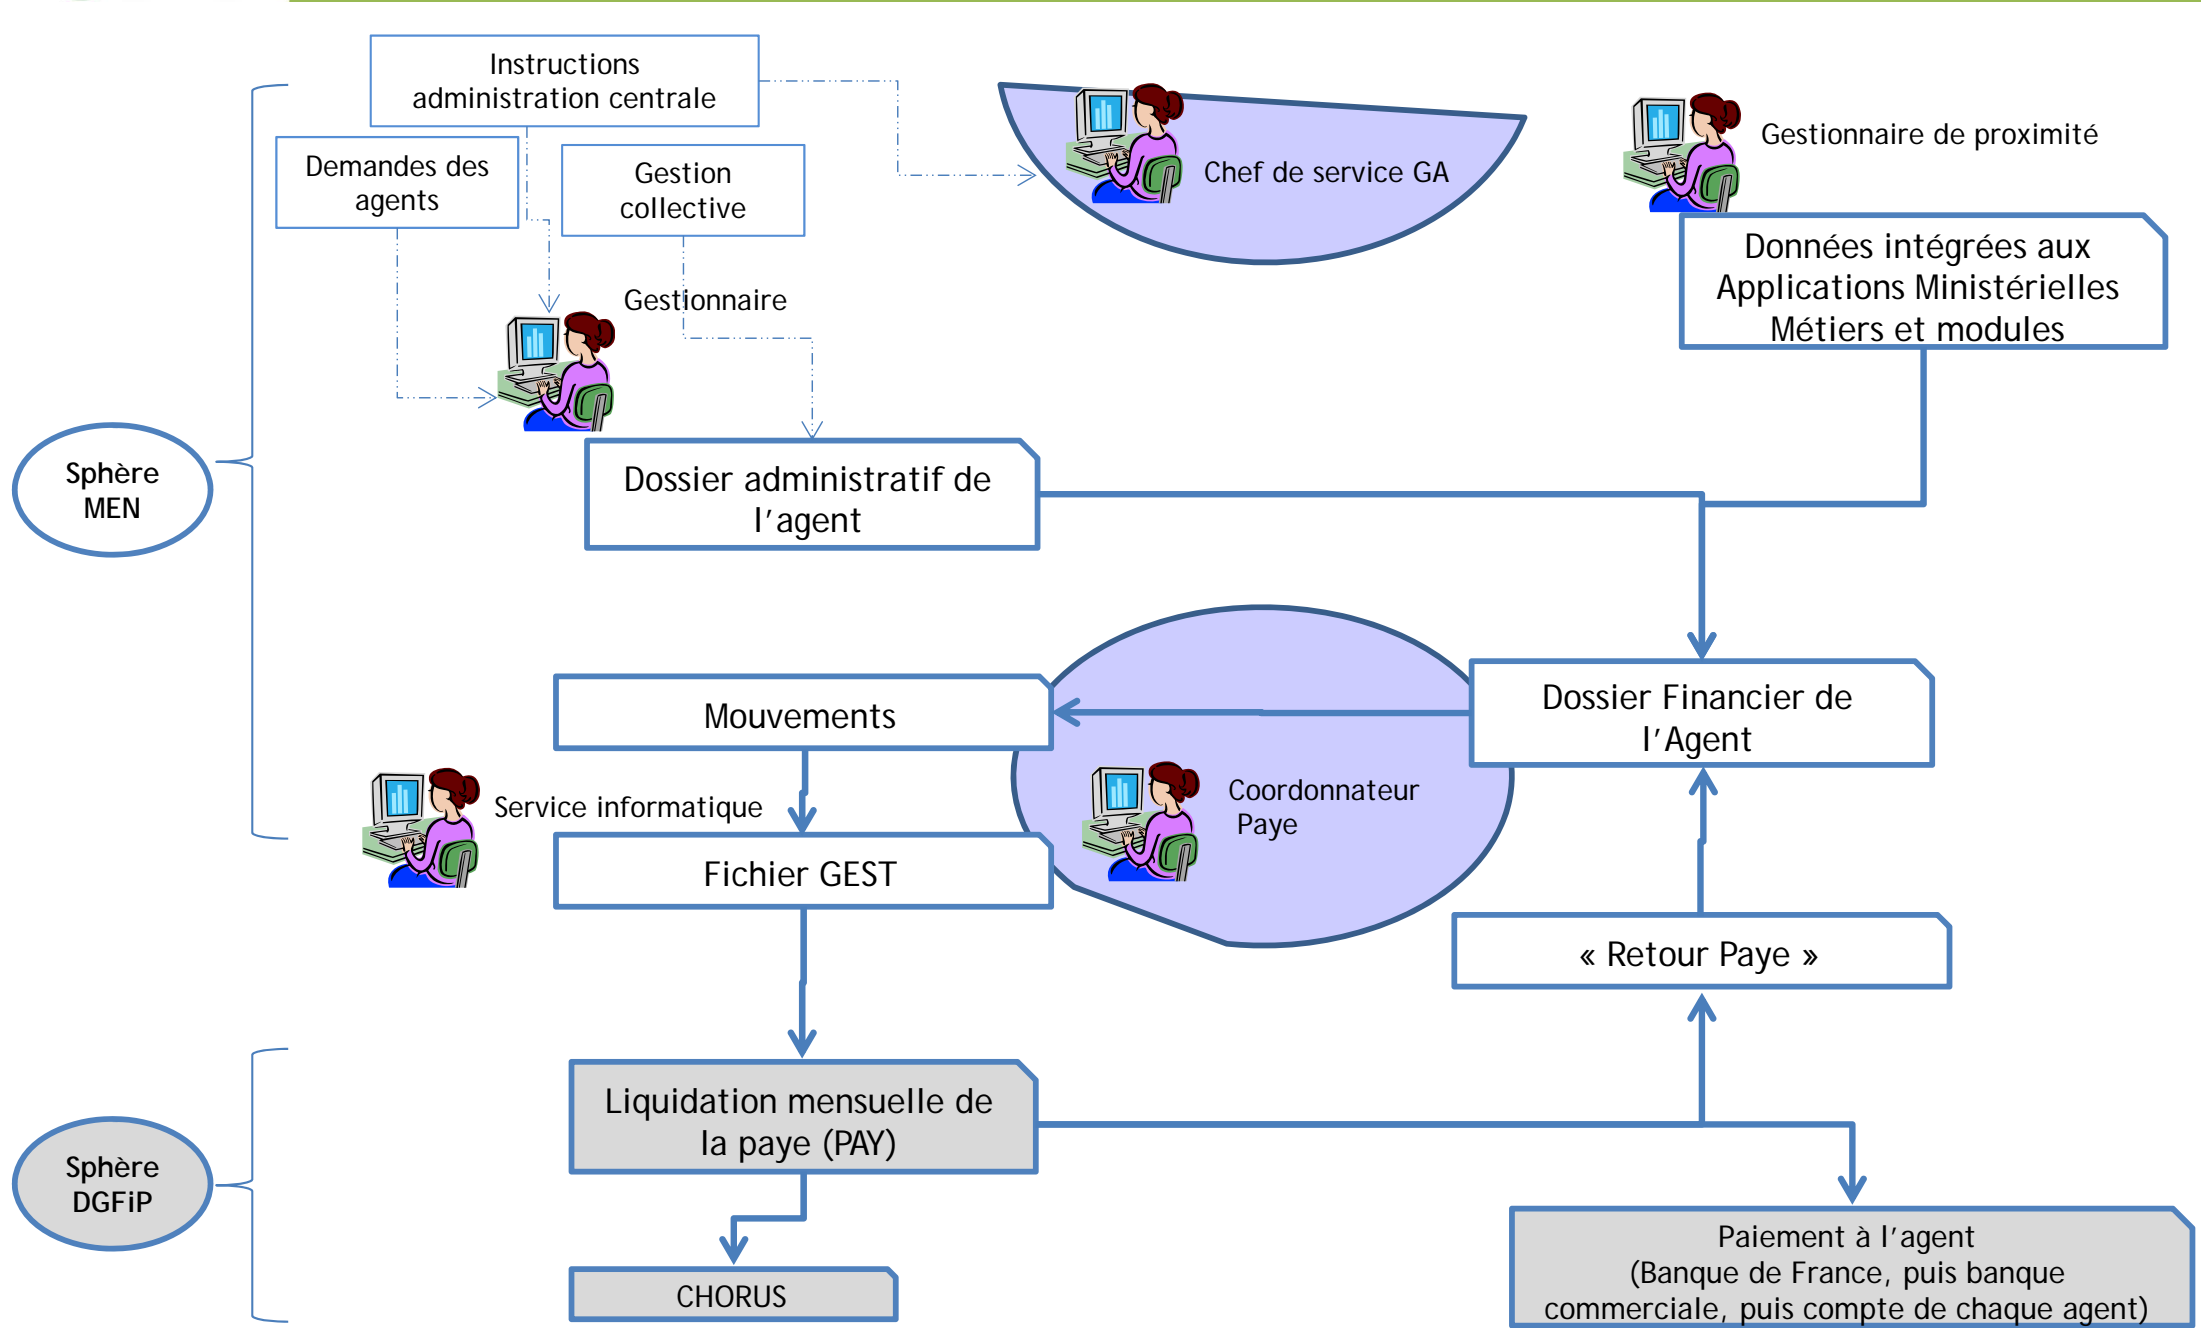 Instructions
administration centrale
Demandes des
agents
Gestion
collective
Chef de service GA
Gestionnaire de proximité
Données intégrées aux
Applications Ministérielles
Métiers et modules
Gestionnaire
Sphère
MEN
Dossier administratif de
l’agent
Mouvements
Dossier Financier de
l’Agent
Service informatique
Coordonnateur
Paye
Fichier GEST
« Retour Paye »
Liquidation mensuelle de
la paye (PAY)
Sphère
DGFiP
CHORUS
Paiement à l’agent
(Banque de France, puis banque
commerciale, puis compte de chaque agent)